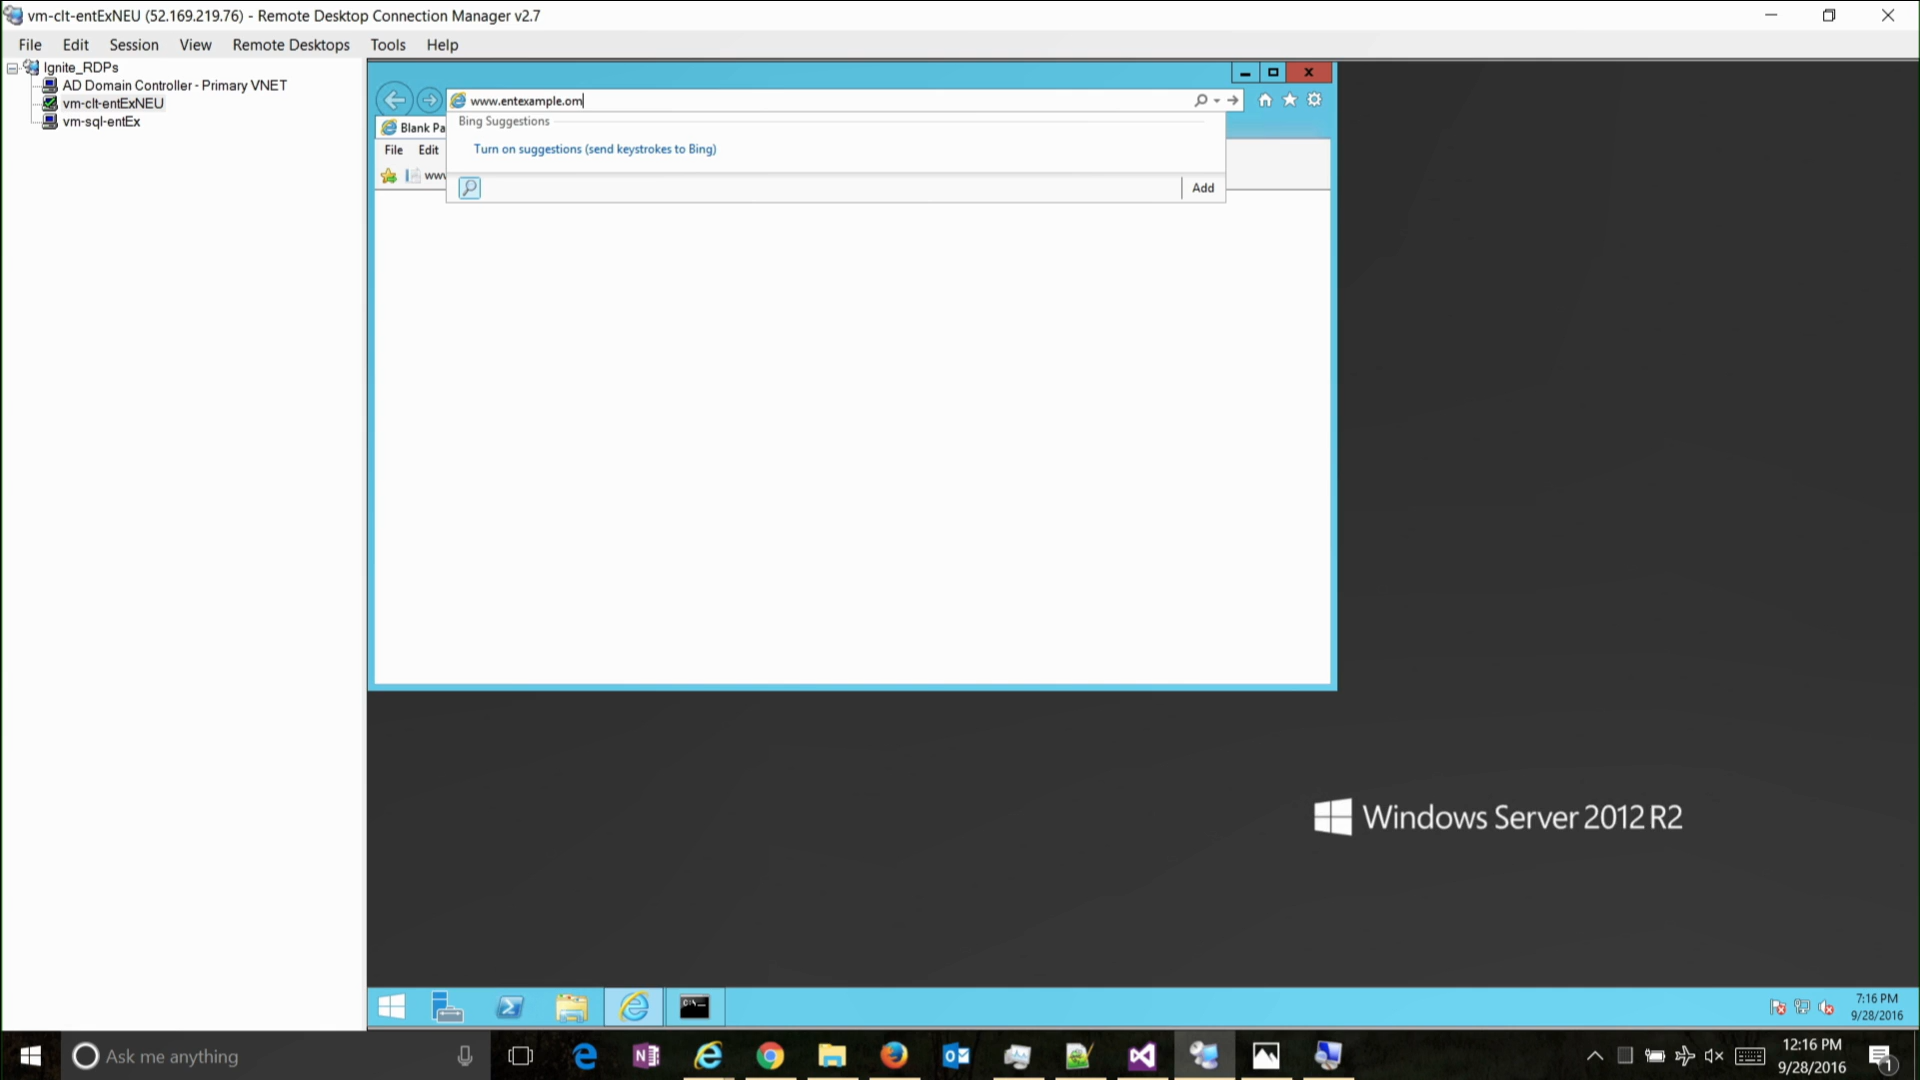 vm-clt-entExNEU (52.169.219.76) - Remote Desktop Connection Manager v2.7
File Edit Session View Remote Desktops Tools Help
Ignite_RDPs
AD Domain Controller - Primary VNET
vm-clt-entExNEU
vm-sql-entEx
www.entexample.om
Bing Suggestions
Blank Pa
Turn on suggestions (send keystrokes to Bing)
File Edit
www
Add
Windows Server 2012 R2
7:16 PM
9/28/2016
Ask me anything
12:16 PM
9/28/2016
1